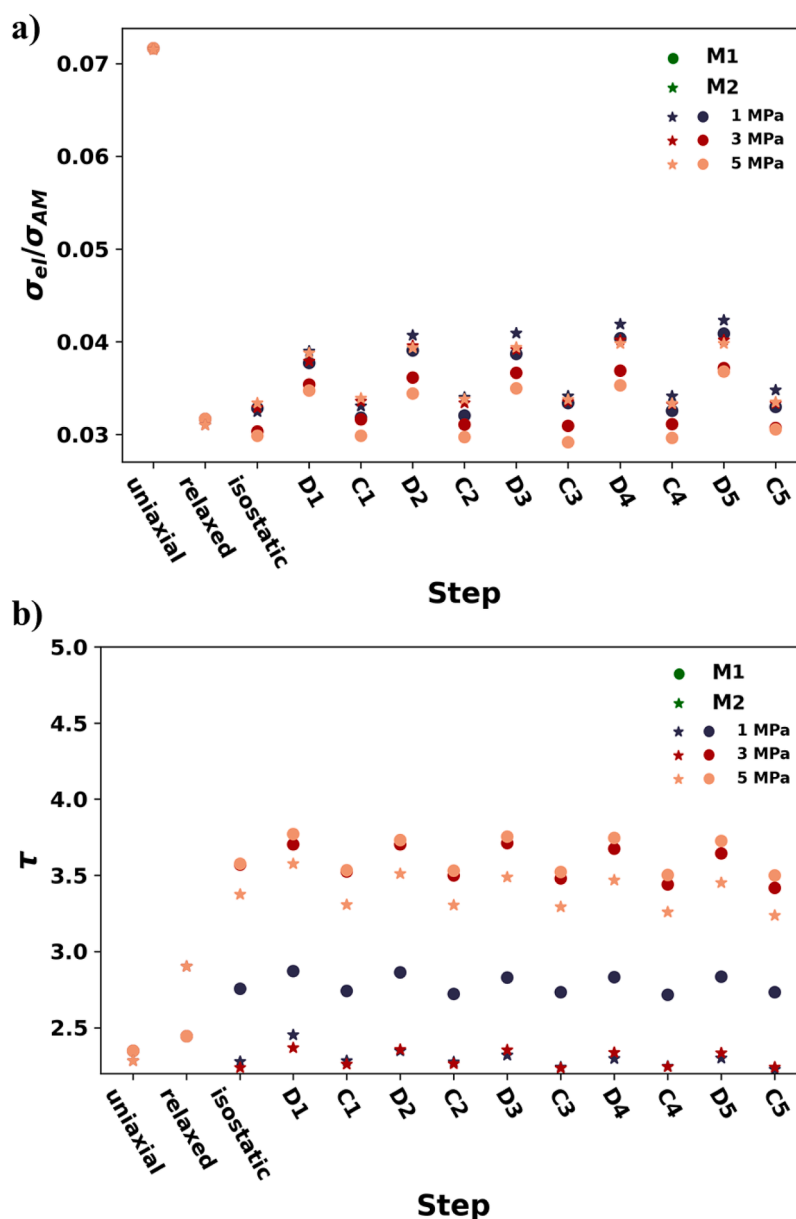 a)
0.07
0.06
0.05
0.04
0.03
σel/σAM
M1
M2
1 MPa
3 MPa
5 MPa
uniaxial
relaxed
isostatic
D1
C1
D2
C2
D3
C3
D4
C4
D5
C5
Step
b)
5.0
4.5
4.0
3.5
3.0
2.5
τ
M1
M2
1 MPa
3 MPa
5 MPa
uniaxial
relaxed
isostatic
D1
C1
D2
C2
D3
C3
D4
C4
D5
C5
Step